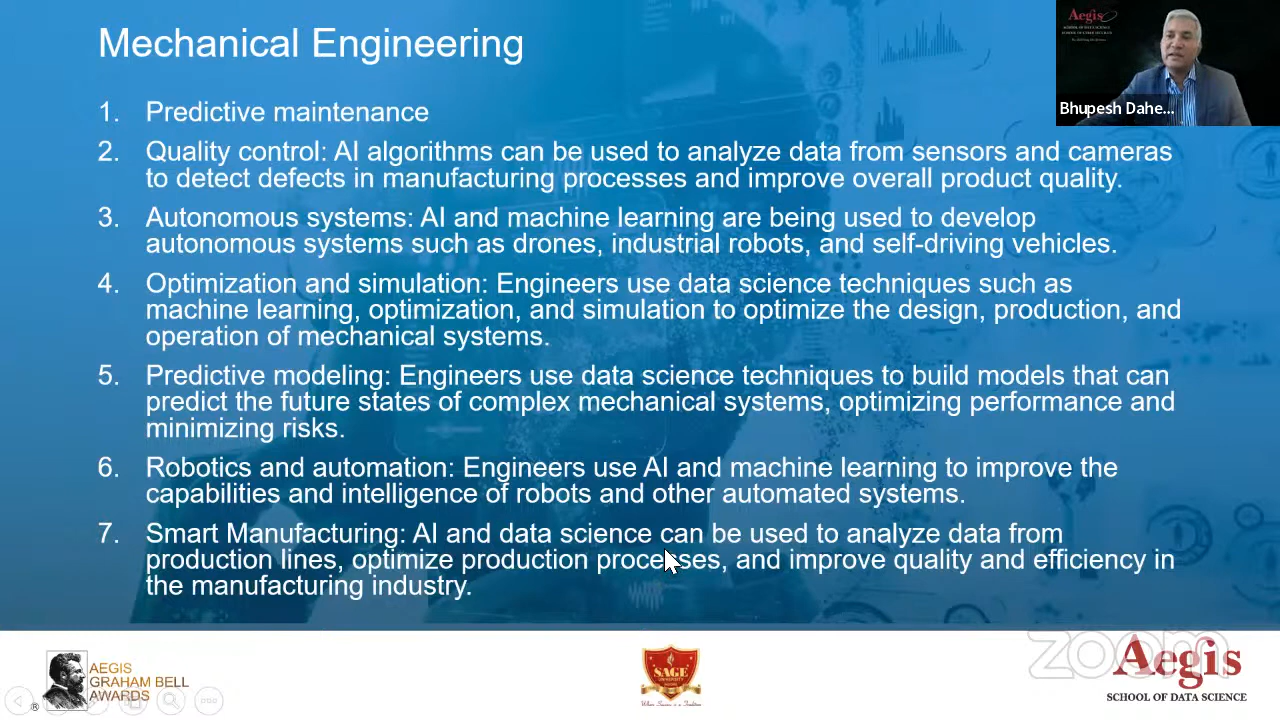 Mechanical Engineering
1. Predictive maintenance
2. Quality control: AI algorithms can be used to analyze data from sensors and cameras
to detect defects in manufacturing processes and improve overall product quality.
3. Autonomous systems: AI and machine learning are being used to develop
autonomous systems such as drones, industrial robots, and self-driving vehicles.
4. Optimization and simulation: Engineers use data science techniques such as
machine learning, optimization, and simulation to optimize the design, production, and
operation of mechanical systems.
5. Predictive modeling: Engineers use data science techniques to build models that can
predict the future states of complex mechanical systems, optimizing performance and
minimizing risks.
6. Robotics and automation: Engineers use AI and machine learning to improve the
capabilities and intelligence of robots and other automated systems.
7. Smart Manufacturing: AI and data science can be used to analyze data from
production lines, optimize production processes, and improve quality and efficiency in
the manufacturing industry.
Aegis
SCHOOL OF DATA SCIENCE
Bhupesh Dahe...
AEGIS
GRAHAM BELL
AWARDS
®
SAGE
UNIVERSITY
zoom
Aegis
SCHOOL OF DATA SCIENCE